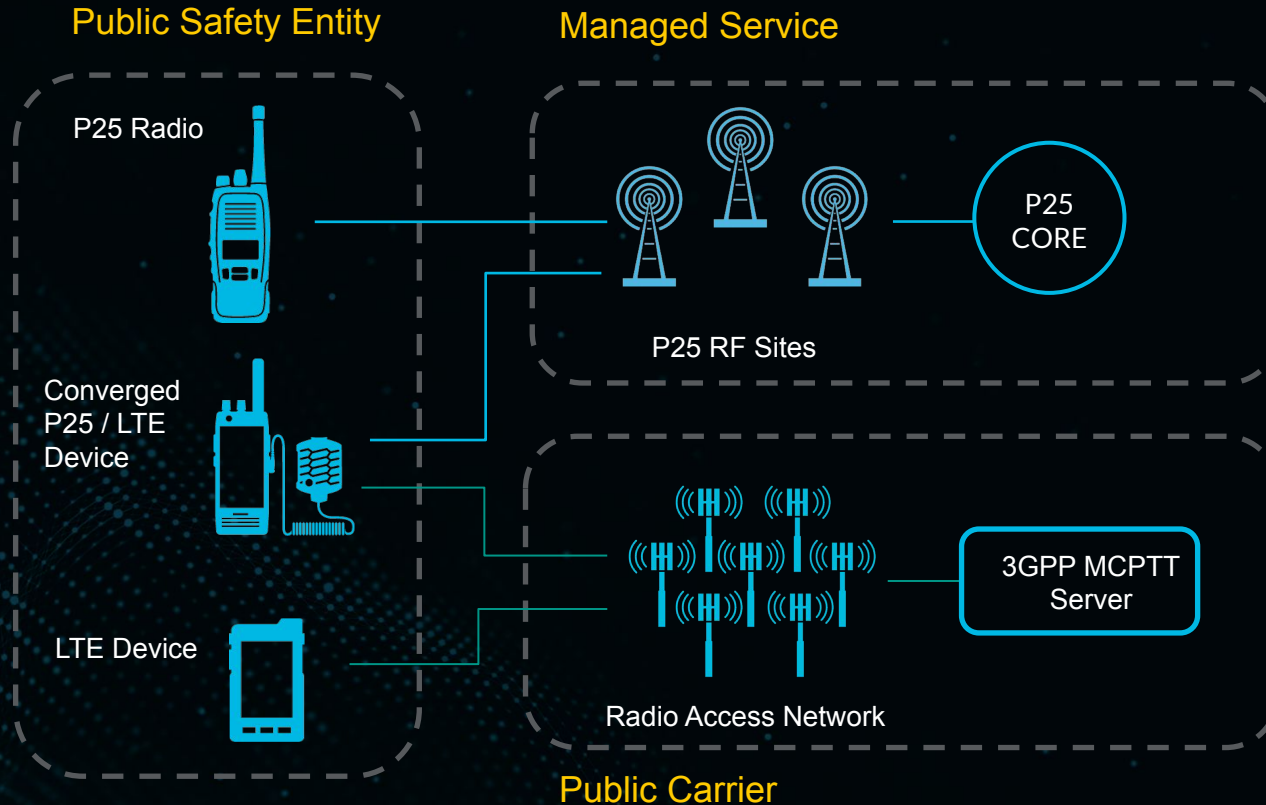 Public Safety Entity
Managed Service
P25 Radio
P25
CORE
P25 RF Sites
Converged
P25 / LTE
Device
3GPP MCPTT
Server
LTE Device
Radio Access Network
Public Carrier